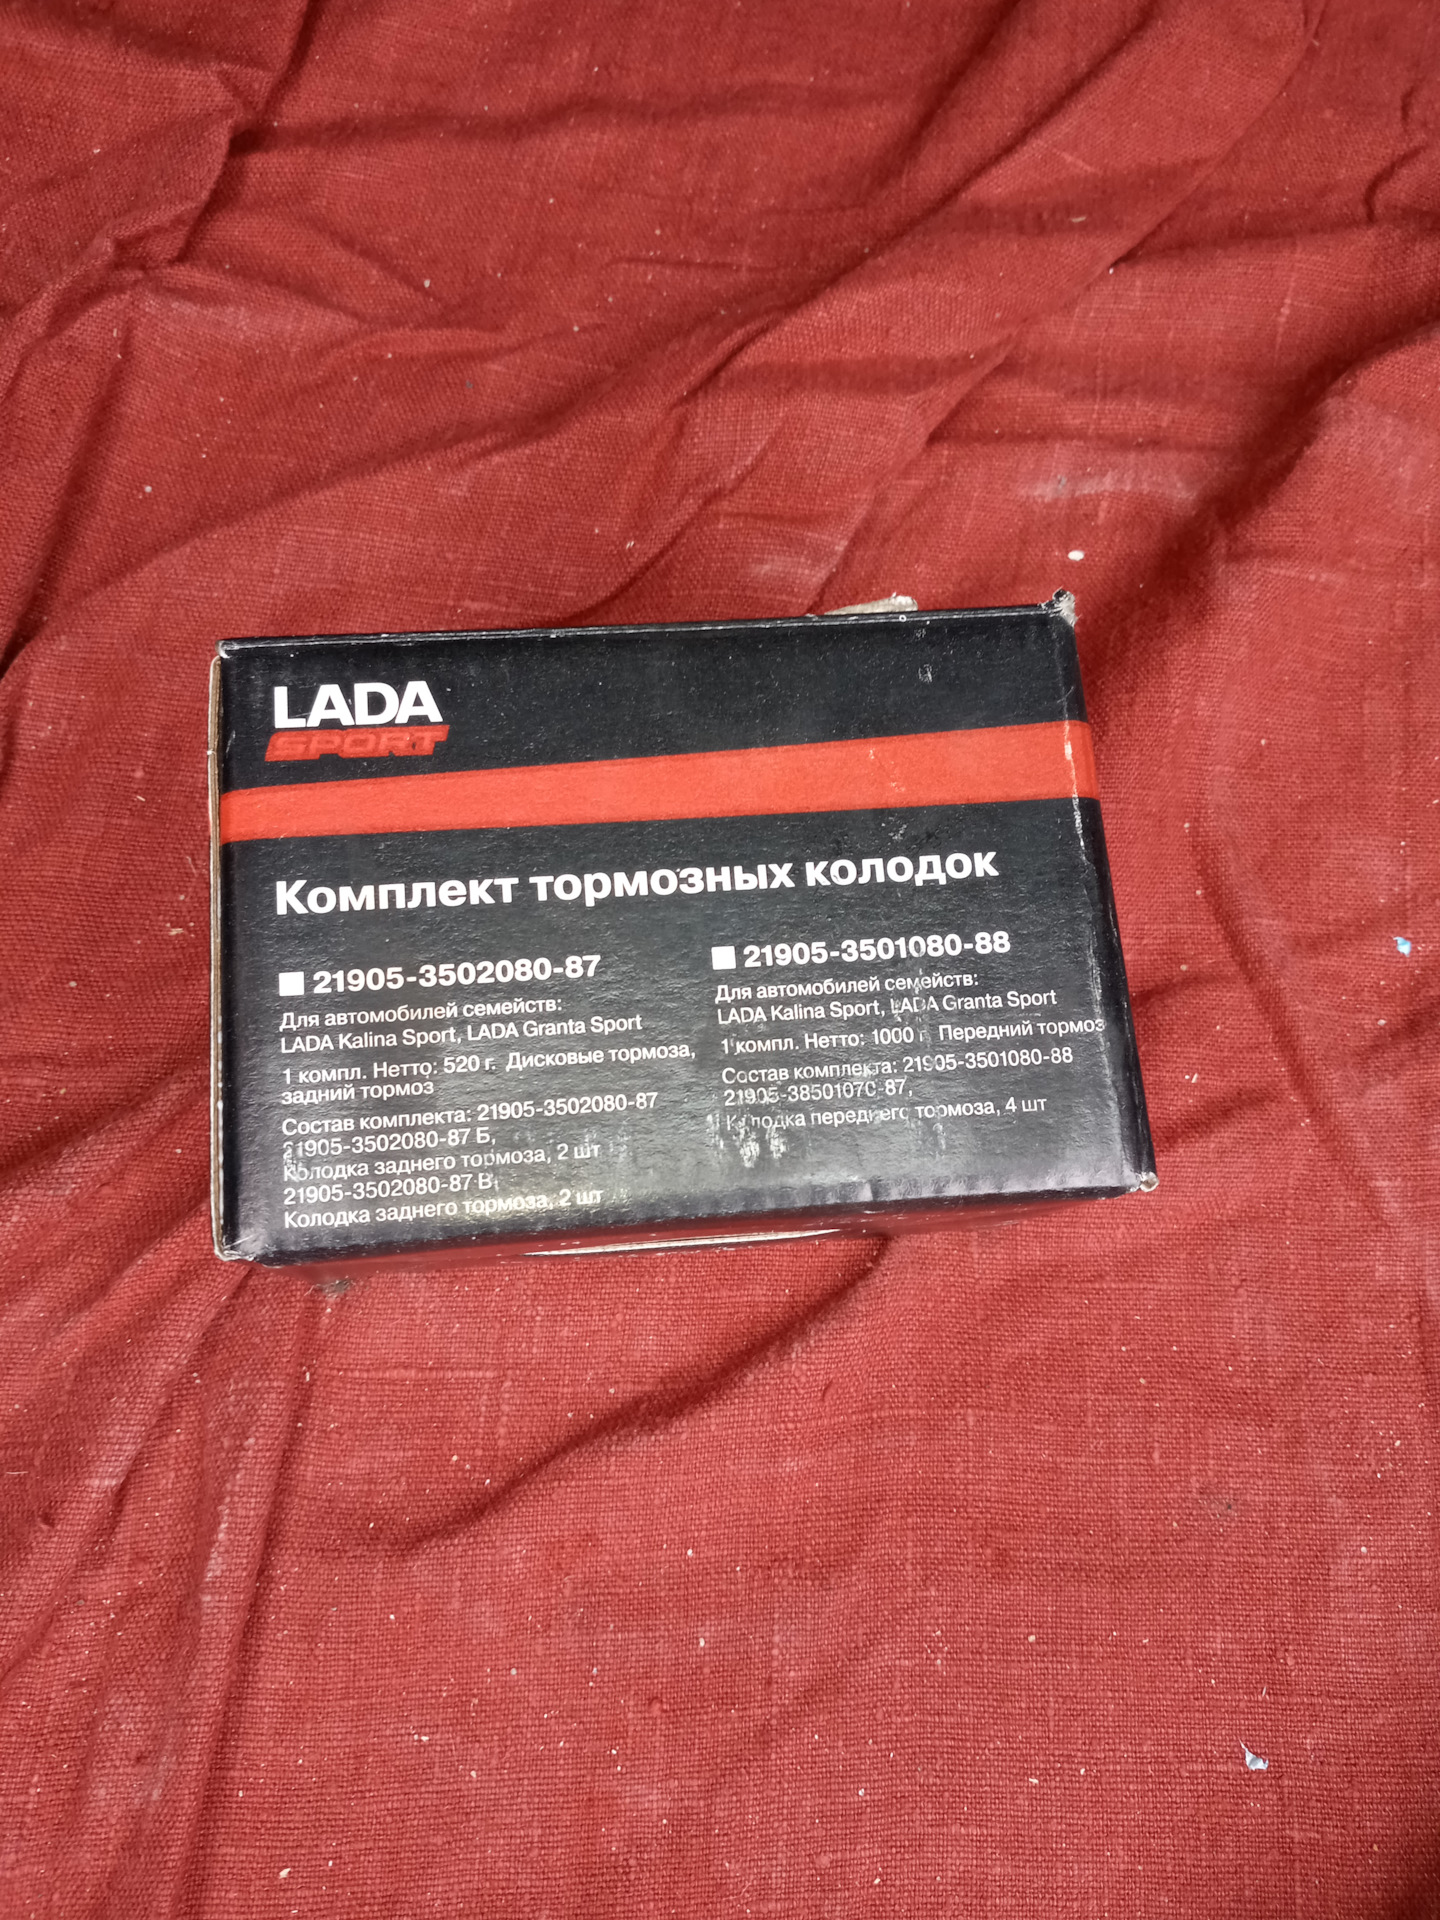 LADA
SPORT
Комплект тормозных колодок
21905-3502080-87
Для автомобилей семейств:
LADA Kalina Sport, LADA Granta Sport
1 компл. Нетто: 520 г. Дисковые тормоза,
задний тормоз
Состав комплекта: 21905-3502080-87
21905-3502080-87 Б,
Колодка заднего тормоза, 2 шт
21905-3502080-87 В,
Колодка заднего тормоза, 2 шт
21905-3501080-88
Для автомобилей семейств:
LADA Kalina Sport, LADA Granta Sport
1 компл. Нетто: 1000 г. Передний тормоз
Состав комплекта: 21905-3501080-88
21905-38501070-87,
Колодка переднего тормоза, 4 шт